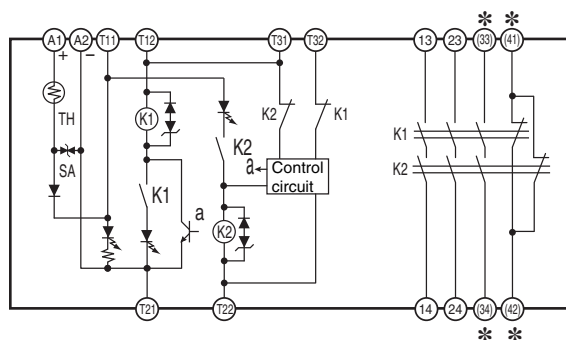 ✱ ✱
A1 A2 T11 T12 T31 T32 13 23 (33) (41)
+ −
K1
K2 K1
TH
K2
K1
SA
a
Control
circuit
K2
K1
a
K2
T21 T22 14 24 (34) (42)
✱ ✱